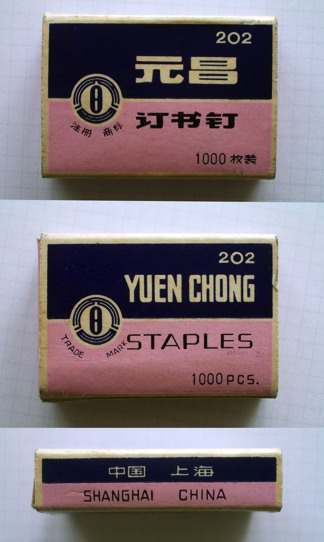 202
元昌
订书钉
注册 商标
1000 枚装
202
YUEN CHONG
STAPLES
TRADE MARK
1000 PCS.
中国 上海
SHANGHAI CHINA